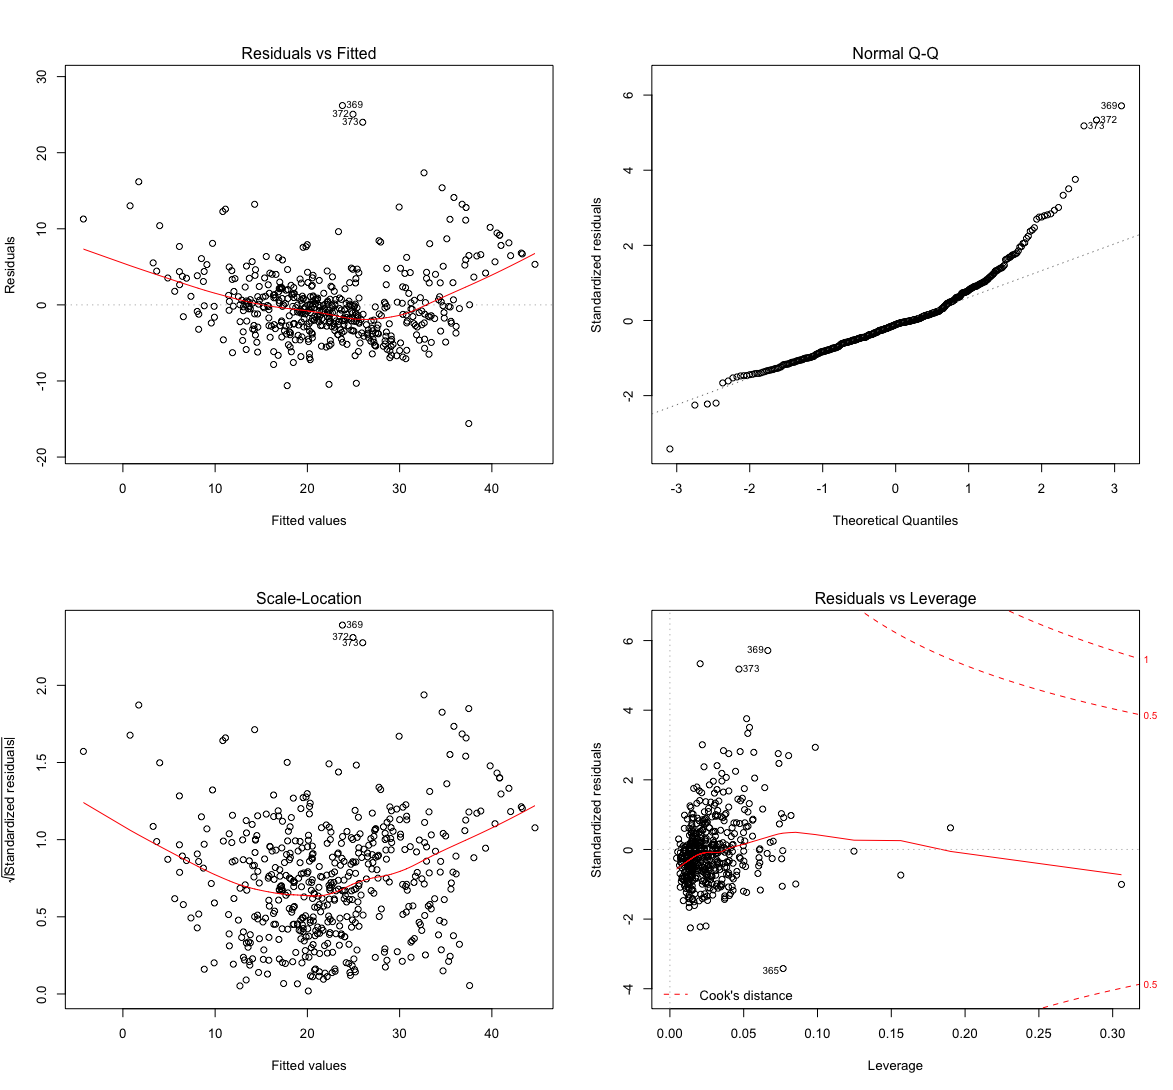 Residuals vs Fitted
30
20
10
0
-10
-20
Residuals
369
372
373
0 10 20 30 40
Fitted values
Normal Q-Q
6
4
2
0
-2
Standardized residuals
369
372
373
-3 -2 -1 0 1 2 3
Theoretical Quantiles
Scale-Location
2.0
1.5
1.0
0.5
0.0
√|Standardized residuals|
369
372
373
0 10 20 30 40
Fitted values
Residuals vs Leverage
6
4
2
0
-2
-4
Standardized residuals
369
373
365
1
0.5
0.5
Cook's distance
0.00 0.05 0.10 0.15 0.20 0.25 0.30
Leverage